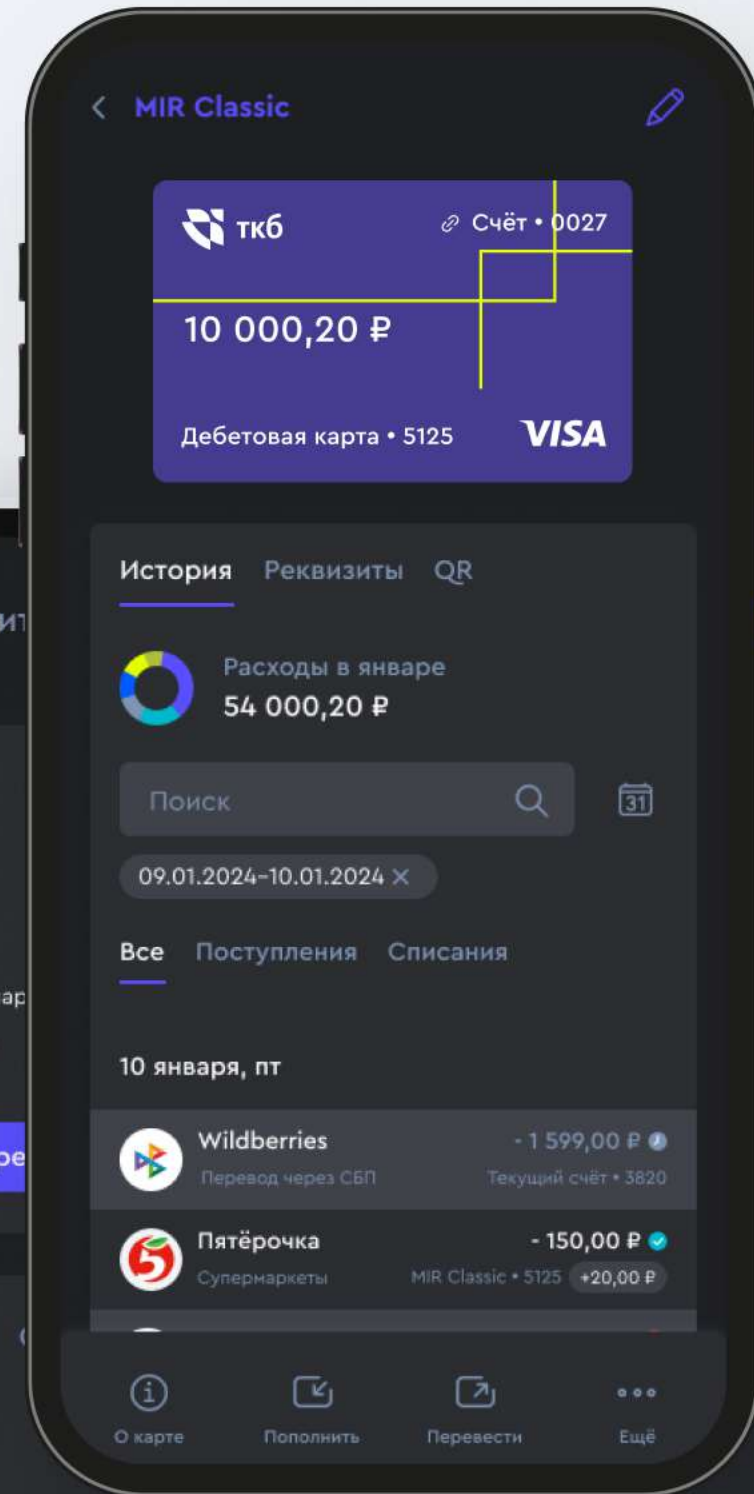 MIR Classic
ткб
Счёт • 0027
10 000,20 ₽
Дебетовая карта • 5125
VISA
История Реквизиты QR
Расходы в январе
54 000,20 ₽
Поиск
31
09.01.2024–10.01.2024 ×
Все Поступления Списания
10 января, пт
Wildberries - 1 599,00 ₽
Перевод через СБП Текущий счёт • 3820
5
Пятёрочка - 150,00 ₽
Супермаркеты MIR Classic • 5125 +20,00 ₽
О карте Пополнить Перевести Ещё